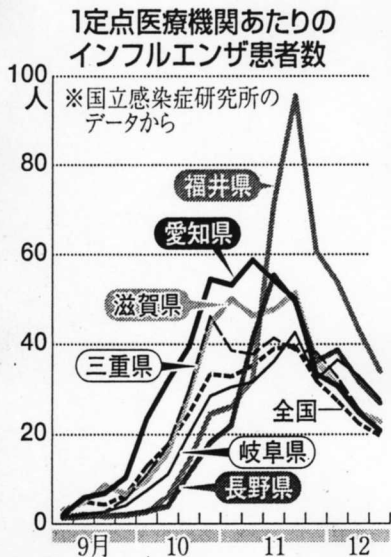 1定点医療機関あたりの
インフルエンザ患者数
100
人
※国立感染症研究所の
データから
80
福井県
60
愛知県
滋賀県
40
三重県
全国
20
岐阜県
長野県
0
9月 10 11 12